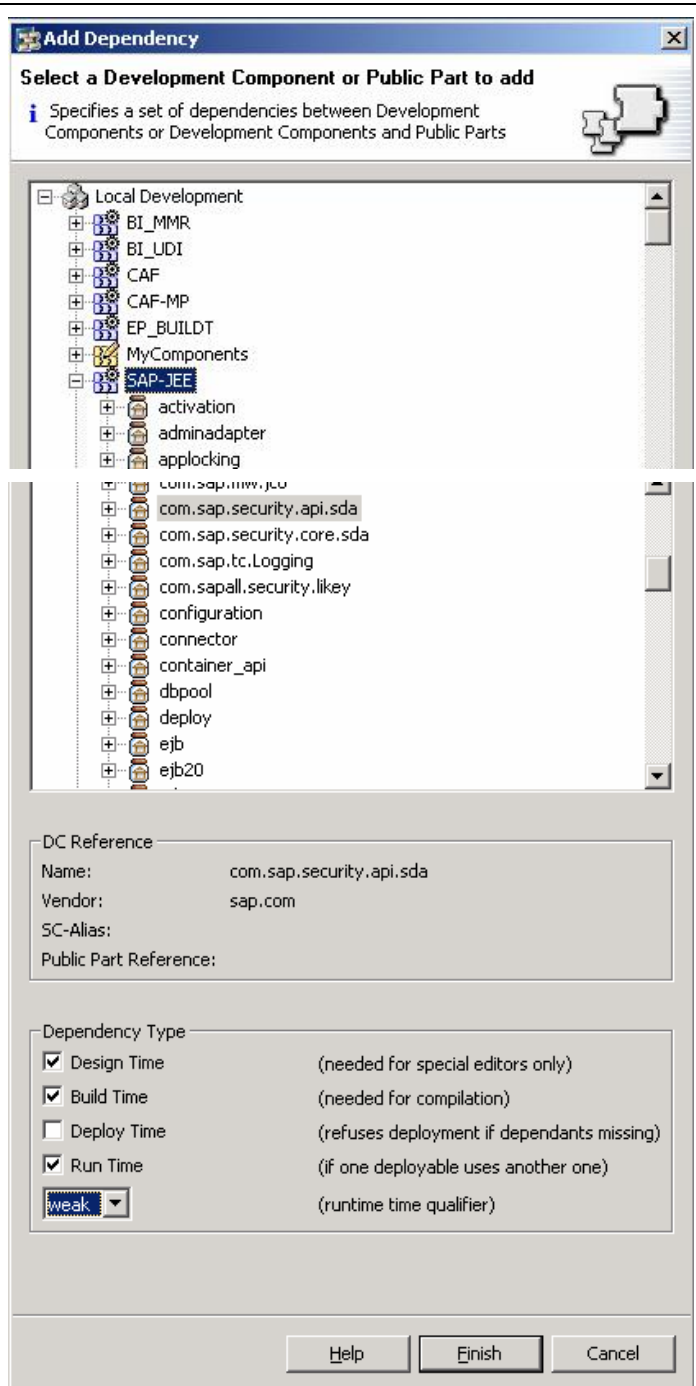 Add Dependency
Select a Development Component or Public Part to add
i Specifies a set of dependencies between Development
Components or Development Components and Public Parts
Local Development
BI_MMR
BI_UDI
CAF
CAF-MP
EP_BUILDT
MyComponents
SAP-JEE
activation
adminadapter
applocking
com.sap.mw.jco
com.sap.security.api.sda
com.sap.security.core.sda
com.sap.tc.Logging
com.sapall.security.likey
configuration
connector
container_api
dbpool
deploy
ejb
ejb20
DC Reference
Name: com.sap.security.api.sda
Vendor: sap.com
SC-Alias:
Public Part Reference:
Dependency Type
Design Time (needed for special editors only)
Build Time (needed for compilation)
Deploy Time (refuses deployment if dependants missing)
Run Time (if one deployable uses another one)
weak (runtime time qualifier)
Help Finish Cancel